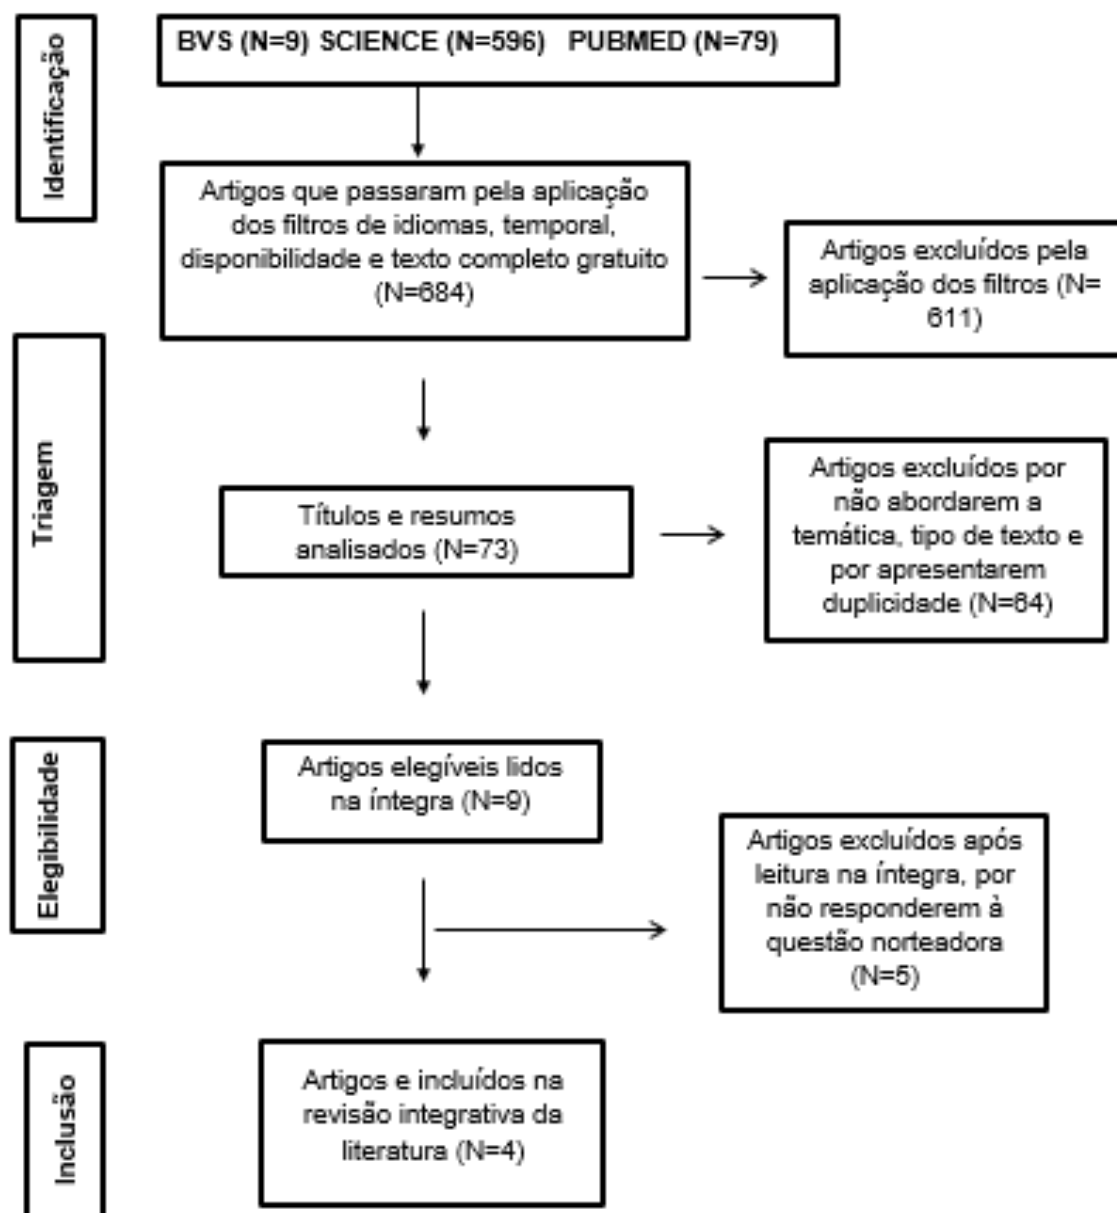 Identificação
BVS (N=9) SCIENCE (N=596) PUBMED (N=79)
Artigos que passaram pela aplicação
dos filtros de idiomas, temporal,
disponibilidade e texto completo gratuito
(N=684)
Artigos excluídos pela
aplicação dos filtros (N=
611)
Triagem
Títulos e resumos
analisados (N=73)
Artigos excluídos por
não abordarem a
temática, tipo de texto e
por apresentarem
duplicidade (N=64)
Elegibilidade
Artigos elegíveis lidos
na íntegra (N=9)
Artigos excluídos após
leitura na íntegra, por
não responderem à
questão norteadora
(N=5)
Inclusão
Artigos e incluídos na
revisão integrativa da
literatura (N=4)